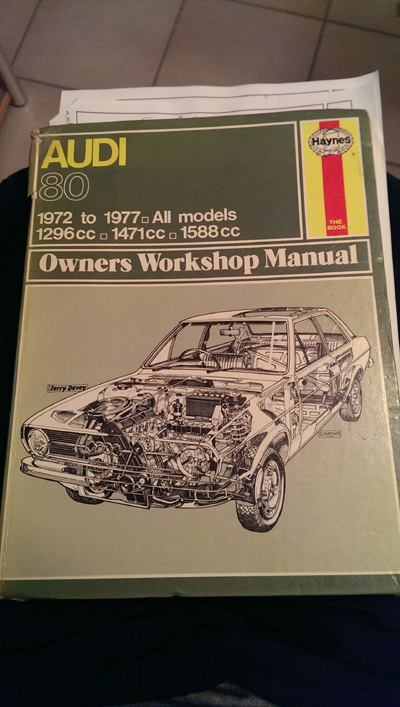 AUDI
80
1972 to 1977 □ All models
1296cc □ 1471cc □ 1588cc
Haynes
THE
BOOK
Owners Workshop Manual
Terry Davey